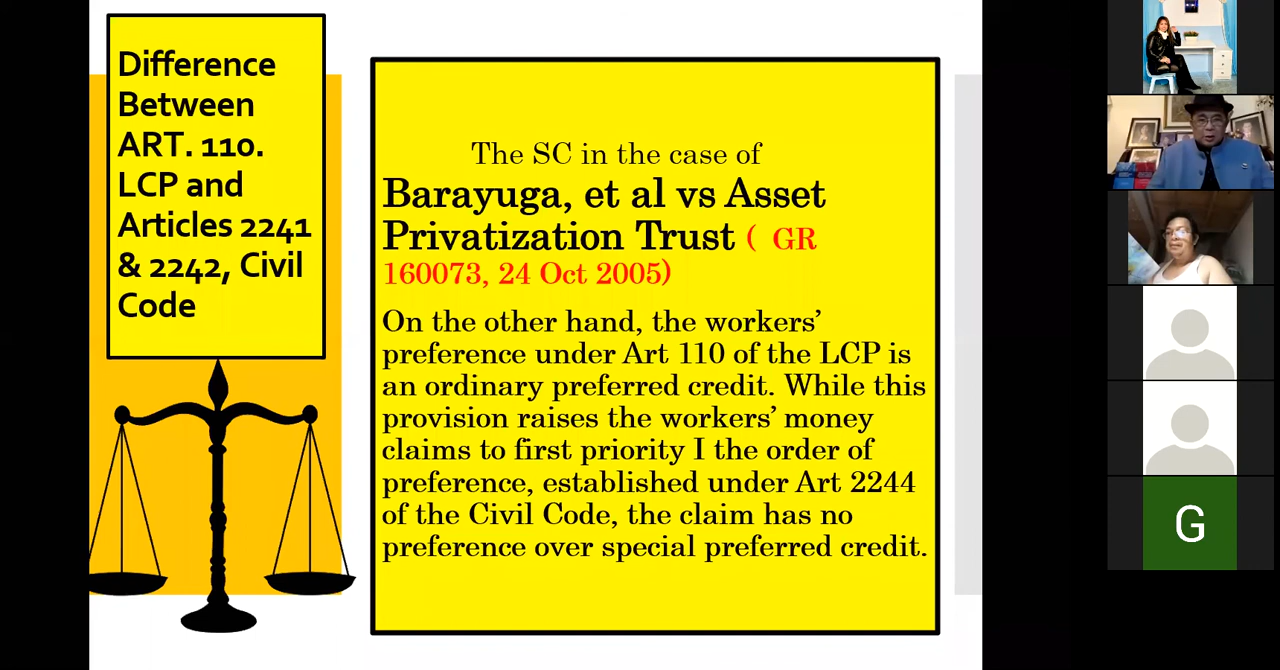 Difference
Between
ART. 110.
LCP and
Articles 2241
& 2242, Civil
Code
The SC in the case of
Barayuga, et al vs Asset
Privatization Trust ( GR
160073, 24 Oct 2005)
On the other hand, the workers’
preference under Art 110 of the LCP is
an ordinary preferred credit. While this
provision raises the workers’ money
claims to first priority I the order of
preference, established under Art 2244
of the Civil Code, the claim has no
preference over special preferred credit.
G